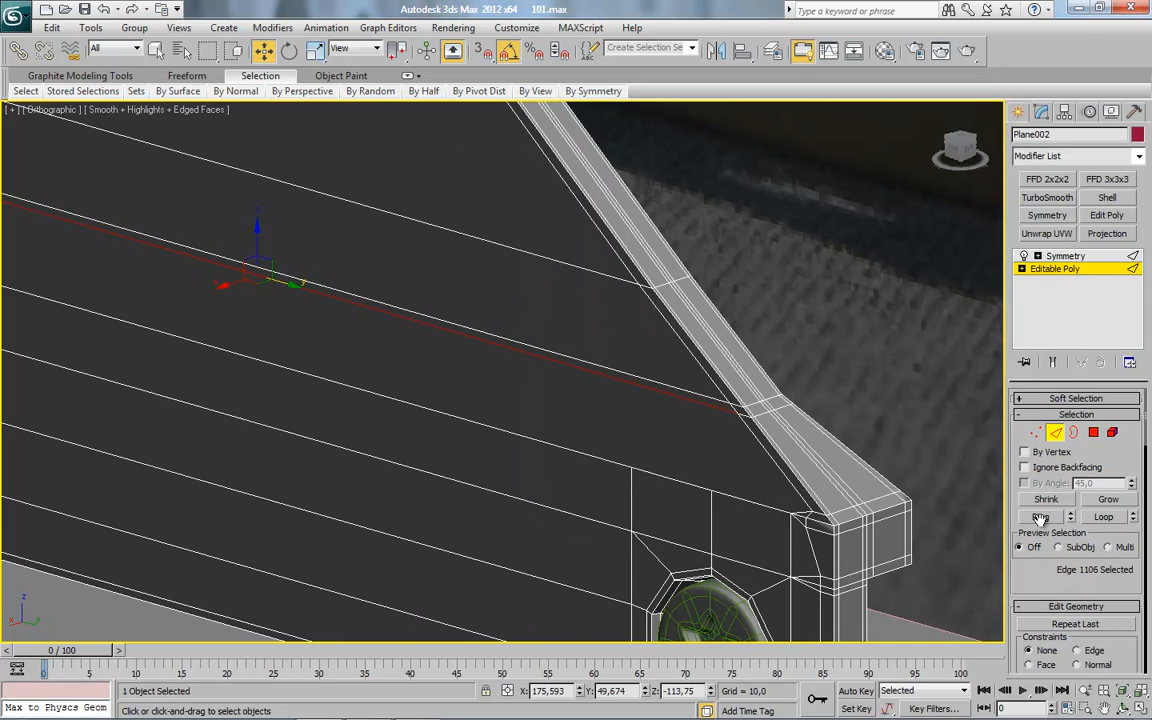 Autodesk 3ds Max 2012 x64 101.max
Type a keyword or phrase
Edit Tools Group Views Create Modifiers Animation Graph Editors Rendering Customize MAXScript Help
All View 3 Create Selection Se
Graphite Modeling Tools Freeform Selection Object Paint
Select Stored Selections Sets By Surface By Normal By Perspective By Random By Half By Pivot Dist By View By Symmetry
[ + ] [ Orthographic ] [ Smooth + Highlights + Edged Faces ]
Plane002
Modifier List
FFD 2x2x2 FFD 3x3x3
TurboSmooth Shell
Symmetry Edit Poly
Unwrap UVW Projection
Symmetry
Editable Poly
+ Soft Selection
- Selection
By Vertex
Ignore Backfacing
By Angle: 45,0
Shrink Grow
Loop
Preview Selection
Off SubObj Multi
Edge 1106 Selected
- Edit Geometry
Repeat Last
Constraints
None Edge
Face Normal
z
x y
0 / 100
0 5 10 15 20 25 30 35 40 45 50 55 60 65 70 75 80 85 90 95 100
1 Object Selected X: 175,593 Y: 49,674 Z: -113,75 Grid = 10,0 Auto Key Selected
Max to Physcs Geom Click or click-and-drag to select objects Add Time Tag Set Key Key Filters... 0